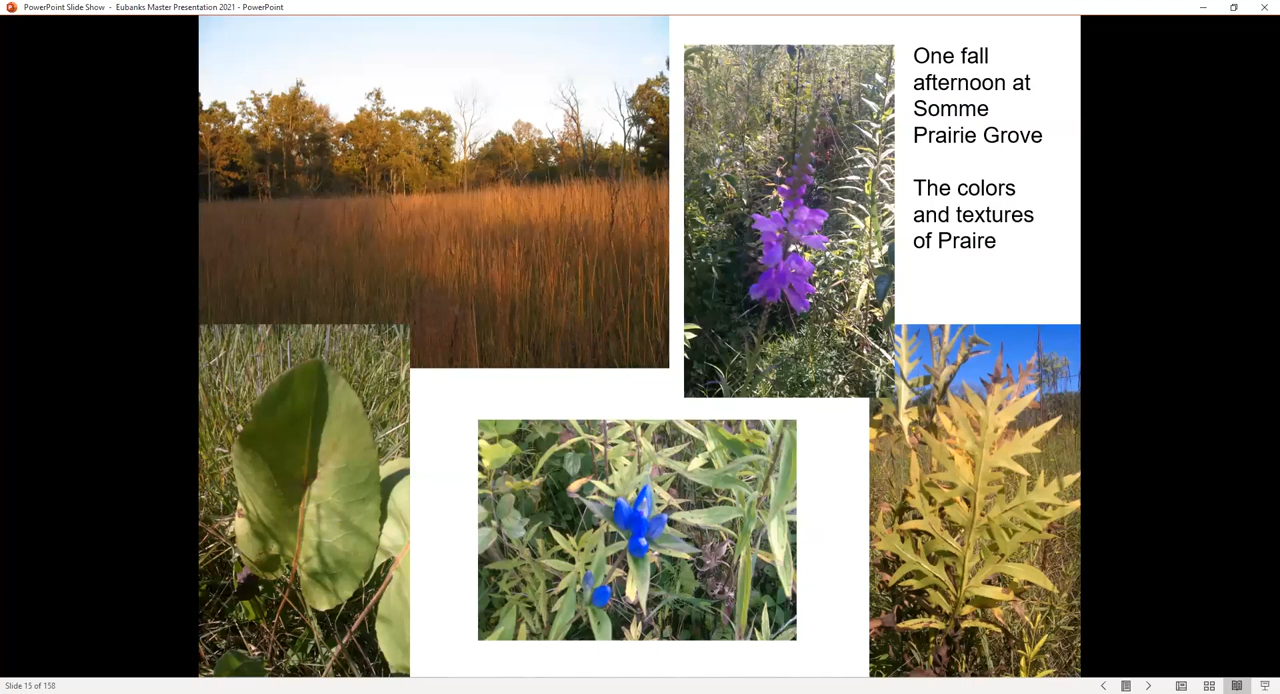 PowerPoint Slide Show - Eubanks Master Presentation 2021 - PowerPoint
One fall
afternoon at
Somme
Prairie Grove
The colors
and textures
of Praire
Slide 15 of 158